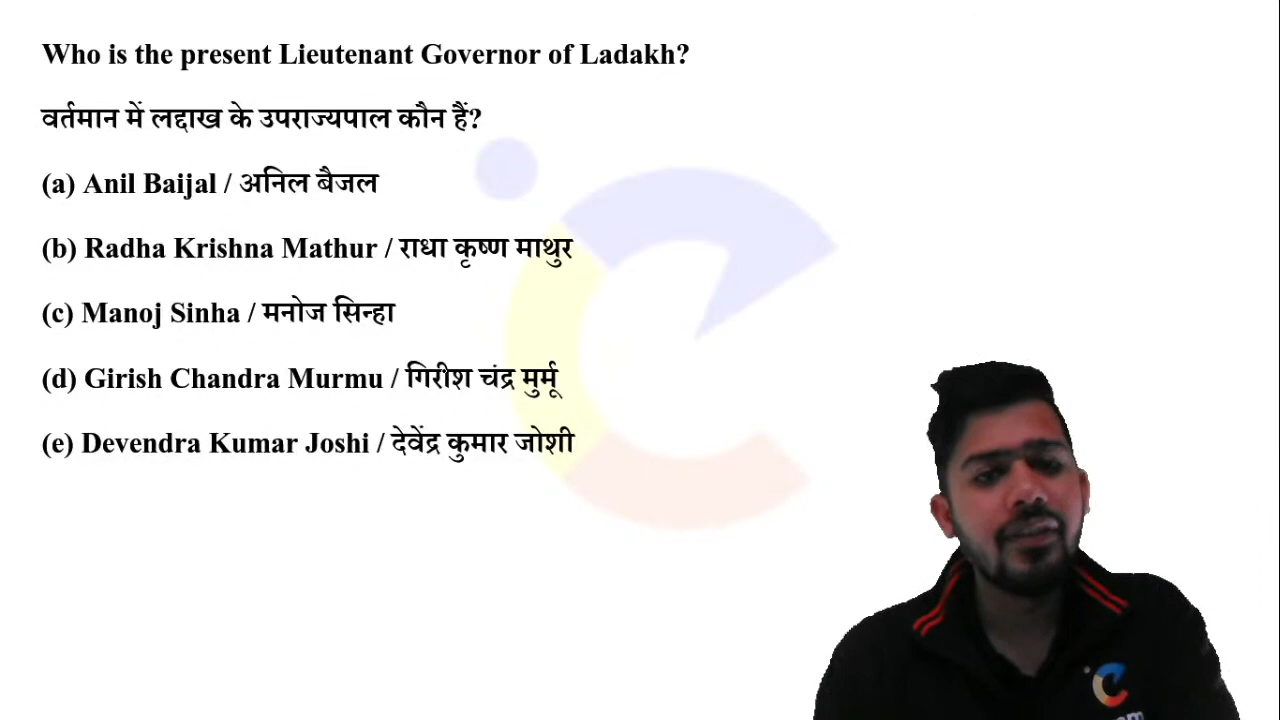 Who is the present Lieutenant Governor of Ladakh?
वर्तमान में लद्दाख के उपराज्यपाल कौन हैं?
(a) Anil Baijal / अनिल बैजल
(b) Radha Krishna Mathur / राधा कृष्ण माथुर
(c) Manoj Sinha / मनोज सिन्हा
(d) Girish Chandra Murmu / गिरीश चंद्र मुर्मू
(e) Devendra Kumar Joshi / देवेंद्र कुमार जोशी